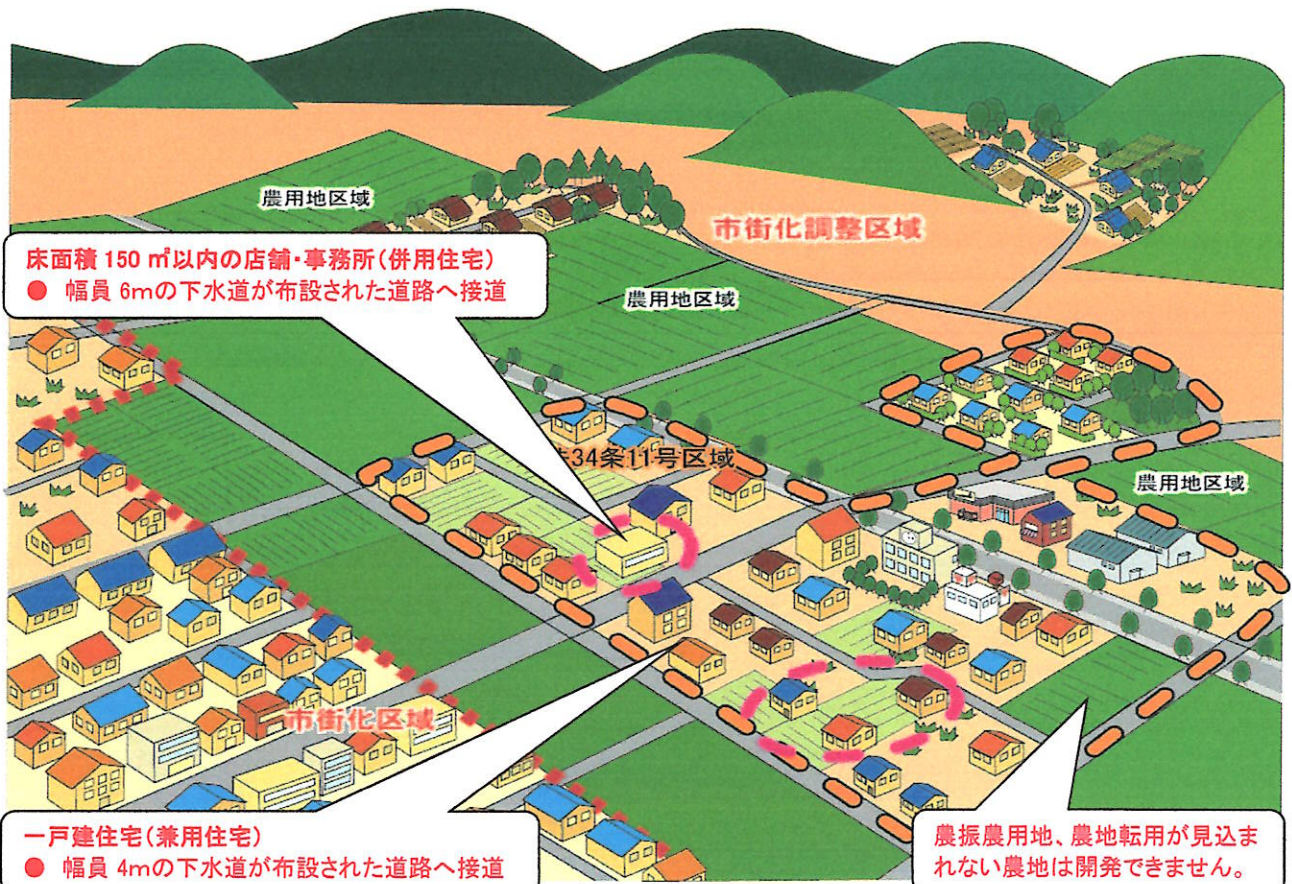 農用地区域
市街化調整区域
床面積 150 ㎡以内の店舗・事務所(併用住宅)
● 幅員 6mの下水道が布設された道路へ接道
農用地区域
34条11号区域
農用地区域
市街化区域
一戸建住宅(兼用住宅)
● 幅員 4mの下水道が布設された道路へ接道
農振農用地、農地転用が見込ま
れない農地は開発できません。